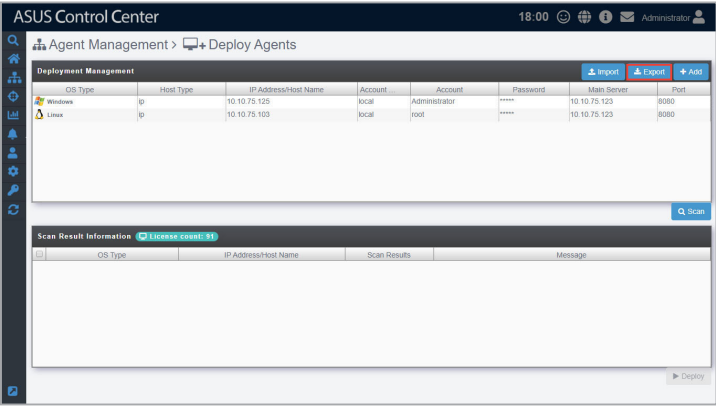 ASUS Control Center
18:00 Administrator
Agent Management > + Deploy Agents
Deployment Management Import Export + Add
OS Type Host Type IP Address/Host Name Account ... Account Password Main Server Port
Windows ip 10.10.75.125 local Administrator ***** 10.10.75.123 8080
Linux ip 10.10.75.103 local root ***** 10.10.75.123 8080
Scan
Scan Result Information License count: 91
OS Type IP Address/Host Name Scan Results Message
Deploy